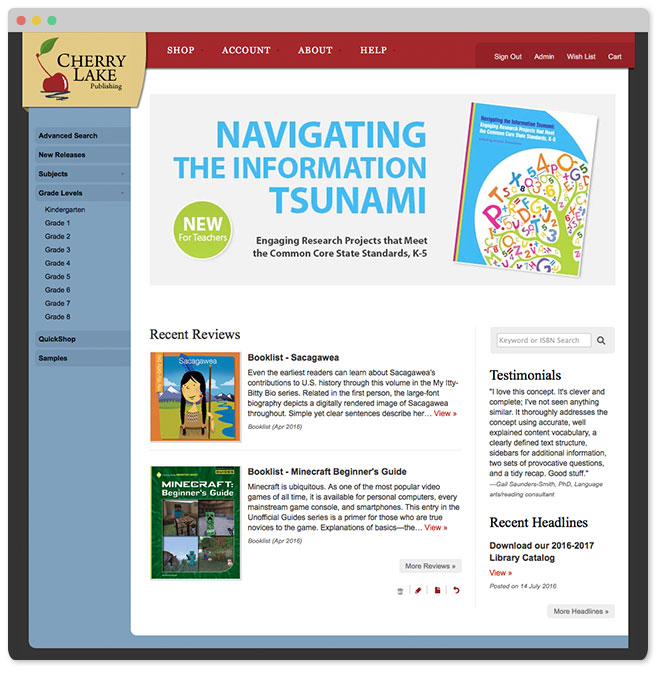 CHERRY
LAKE
Publishing
SHOP ACCOUNT ABOUT HELP
Sign Out Admin Wish List Cart
Advanced Search
New Releases
Subjects
Grade Levels
Kindergarten
Grade 1
Grade 2
Grade 3
Grade 4
Grade 5
Grade 6
Grade 7
Grade 8
QuickShop
Samples
NAVIGATING
THE INFORMATION
TSUNAMI
NEW
For Teachers
Engaging Research Projects that Meet
the Common Core State Standards, K-5
Navigating the Information Tsunami:
Engaging Research Projects that Meet
the Common Core State Standards, K-5
Recent Reviews
Sacagawea
Booklist - Sacagawea
Even the earliest readers can learn about Sacagawea's
contributions to U.S. history through this volume in the My Itty-
Bitty Bio series. Related in the first person, the large-font
biography depicts a digitally rendered image of Sacagawea
throughout. Simple yet clear sentences describe her… View »
Booklist (Apr 2016)
MINECRAFT:
Beginner's Guide
Booklist - Minecraft Beginner's Guide
Minecraft is ubiquitous. As one of the most popular video
games of all time, it is available for personal computers, every
mainstream game console, and smartphones. This entry in the
Unofficial Guides series is a primer for those who are true
novices to the game. Explanations of basics—the… View »
Booklist (Apr 2016)
More Reviews »
Keyword or ISBN Search
Testimonials
"I love this concept. It's clever and
complete; I've not seen anything
similar. It thoroughly addresses the
concept using accurate, well
explained content vocabulary, a
clearly defined text structure,
sidebars for additional information,
two sets of provocative questions,
and a tidy recap. Good stuff."
—Gail Saunders-Smith, PhD, Language
arts/reading consultant
Recent Headlines
Download our 2016-2017
Library Catalog
View »
Posted on 14 July 2016
More Headlines »